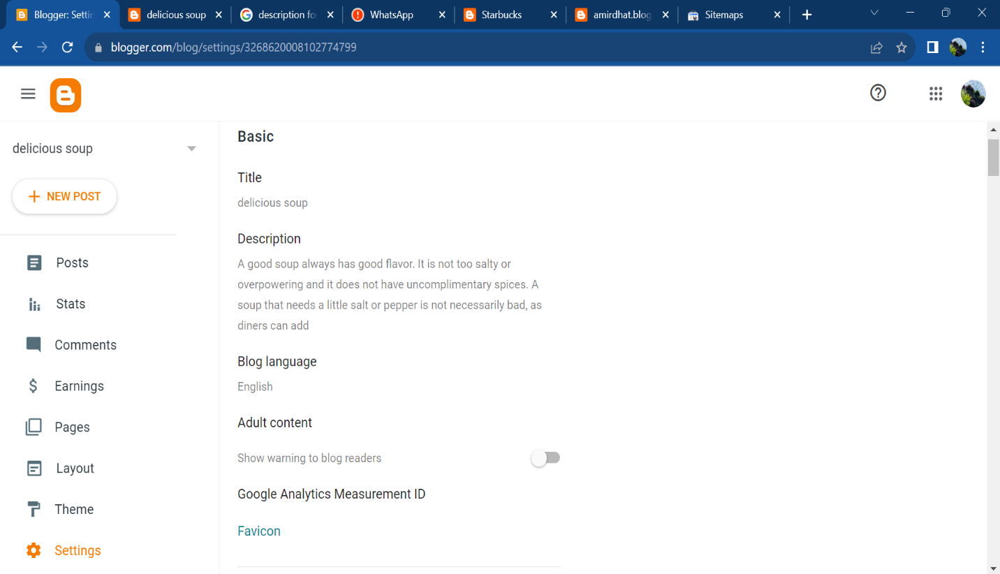 Blogger: Settin
delicious soup
description fo
WhatsApp
Starbucks
amirdhat.blog
Sitemaps
blogger.com/blog/settings/3268620008102774799
delicious soup
NEW POST
Posts
Stats
Comments
Earnings
Pages
Layout
Theme
Settings
Basic
Title
delicious soup
Description
A good soup always has good flavor. It is not too salty or
overpowering and it does not have uncomplimentary spices. A
soup that needs a little salt or pepper is not necessarily bad, as
diners can add
Blog language
English
Adult content
Show warning to blog readers
Google Analytics Measurement ID
Favicon